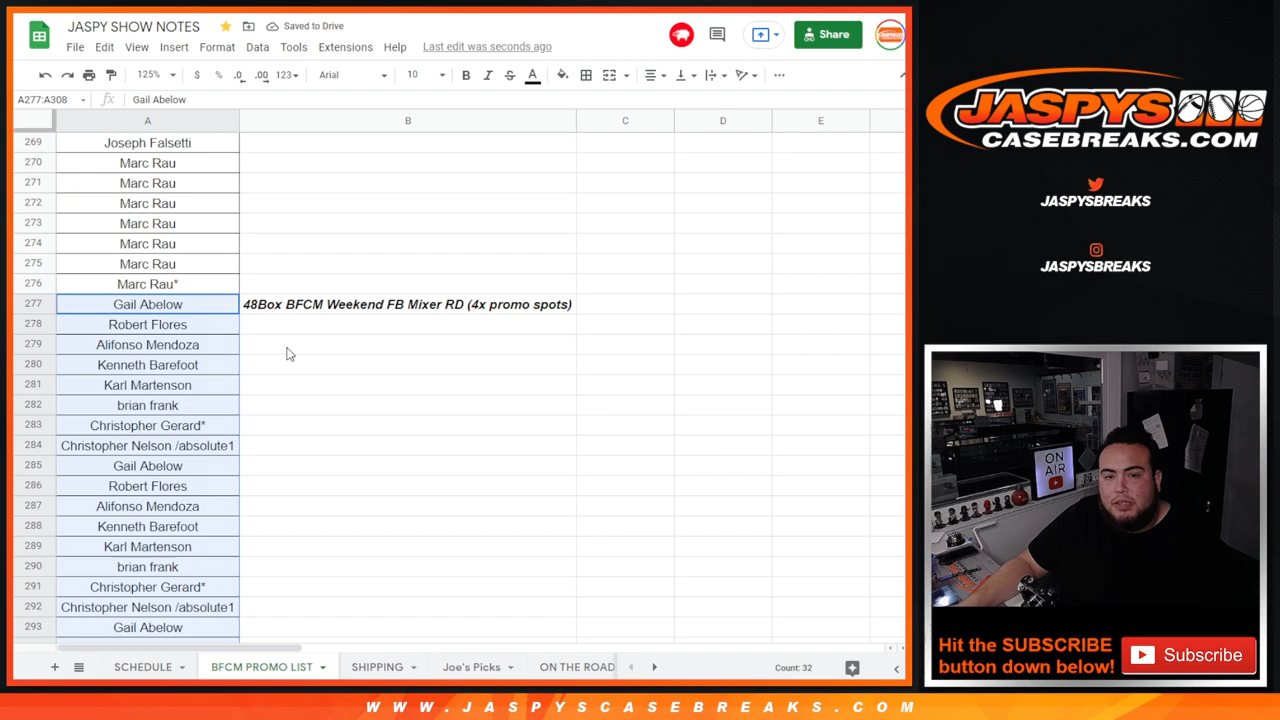 JASPY SHOW NOTES
Saved to Drive
File Edit View Insert Format Data Tools Extensions Help Last edit was seconds ago
Share
125% $ % .0 .00 123 Arial 10 B I S A
A277:A308 fx Gail Abelow
A B C D E
269 Joseph Falsetti
270 Marc Rau
271 Marc Rau
272 Marc Rau
273 Marc Rau
274 Marc Rau
275 Marc Rau
276 Marc Rau*
277 Gail Abelow 48Box BFCM Weekend FB Mixer RD (4x promo spots)
278 Robert Flores
279 Alifonso Mendoza
280 Kenneth Barefoot
281 Karl Martenson
282 brian frank
283 Christopher Gerard*
284 Christopher Nelson /absolute1
285 Gail Abelow
286 Robert Flores
287 Alifonso Mendoza
288 Kenneth Barefoot
289 Karl Martenson
290 brian frank
291 Christopher Gerard*
292 Christopher Nelson /absolute1
293 Gail Abelow
SCHEDULE BFCM PROMO LIST SHIPPING Joe's Picks ON THE ROAD Count: 32
JASPYS
CASEBREAKS.COM
JASPYSBREAKS
JASPYSBREAKS
ON
AIR
Hit the SUBSCRIBE
button down below!
Subscribe
WWW.JASPYSCASEBREAKS.COM